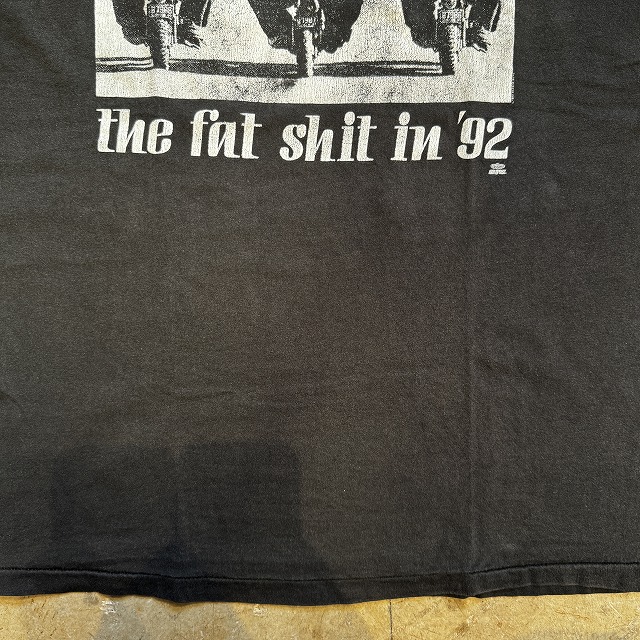 the fat shit in '92